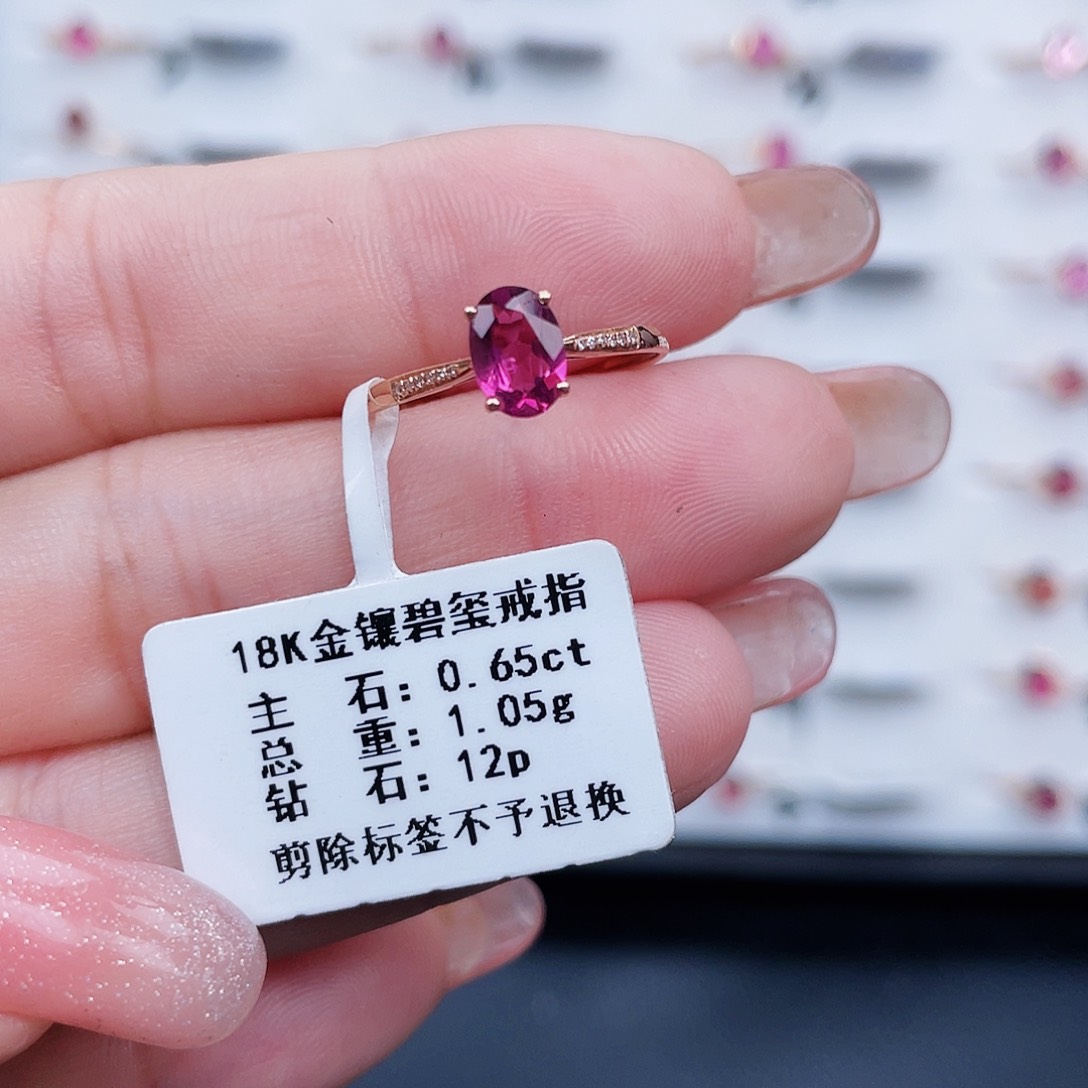 18K金镶碧玺戒指
主 石：0.65ct
总 重：1.05g
钻 石：12p
剪除标签不予退换